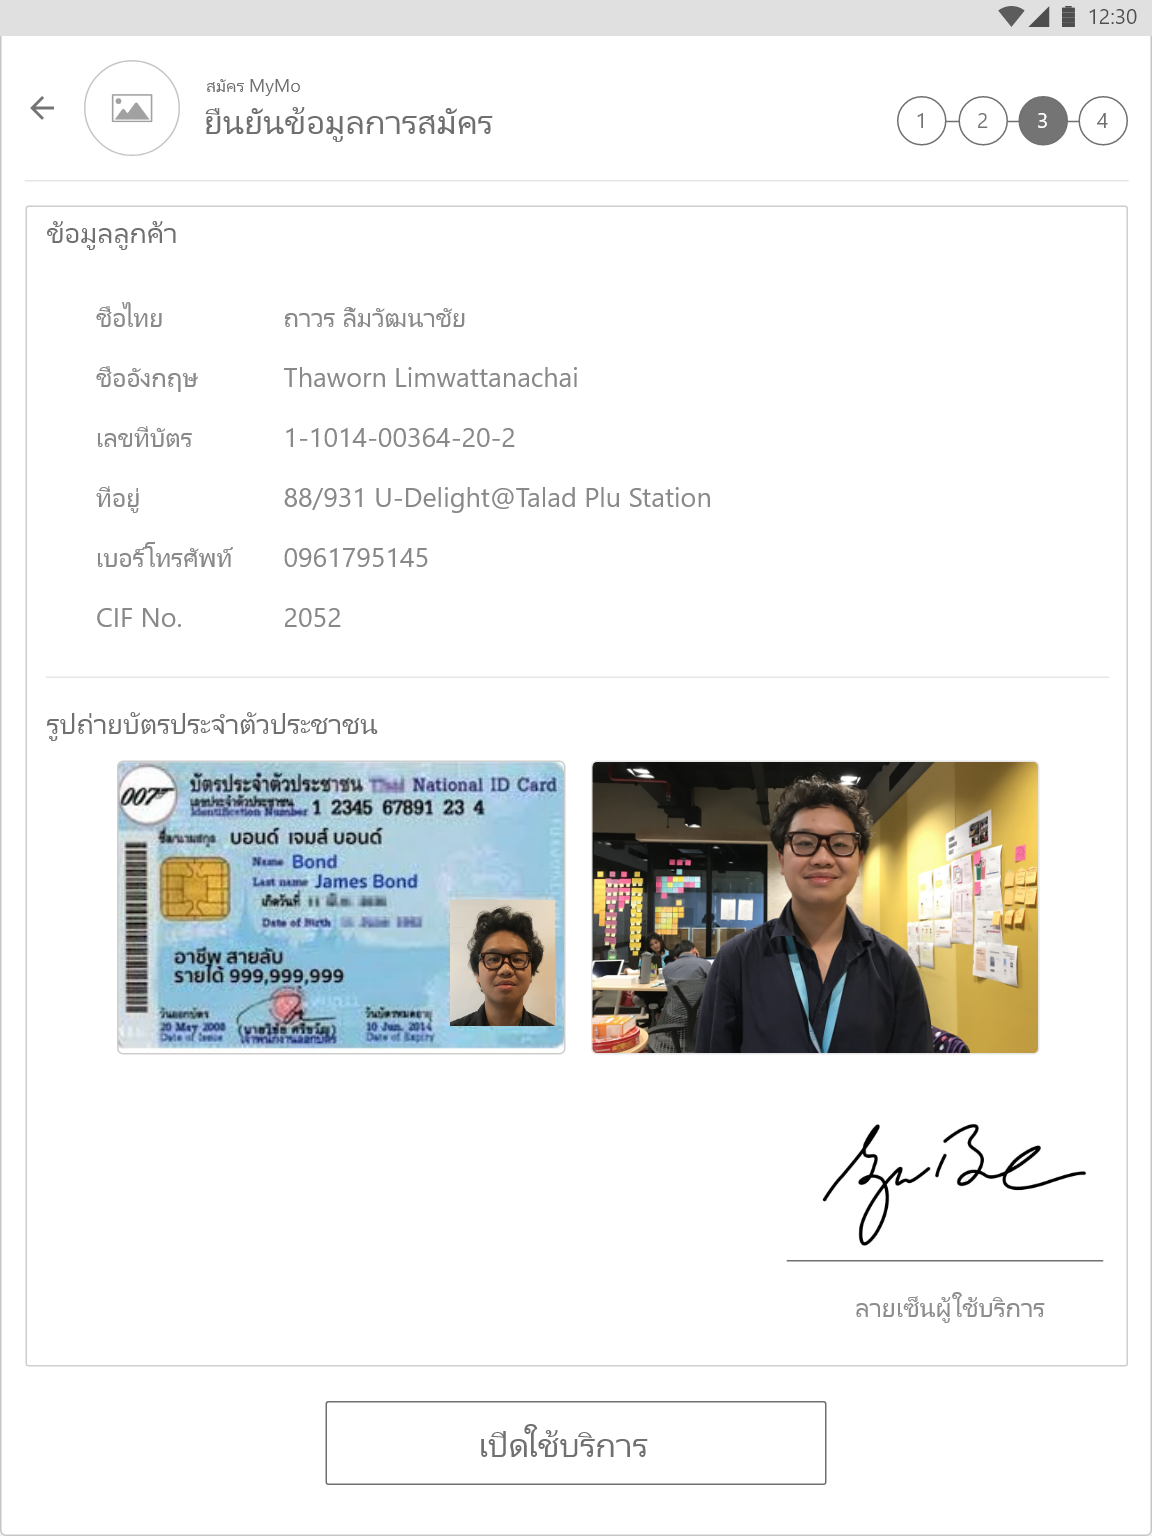 12:30
สมัคร MyMo
ยืนยันข้อมูลการสมัคร
1 2 3 4
ข้อมูลลูกค้า
ชื่อไทย ถาวร ลิ้มวัฒนาชัย
ชื่ออังกฤษ Thaworn Limwattanachai
เลขที่บัตร 1-1014-00364-20-2
ที่อยู่ 88/931 U-Delight@Talad Plu Station
เบอร์โทรศัพท์ 0961795145
CIF No. 2052
รูปถ่ายบัตรประจำตัวประชาชน
007
บัตรประจำตัวประชาชน Thai National ID Card
เลขประจำตัวประชาชน
Identification Number 1 2345 67891 23 4
ชื่อและนามสกุล บอนด์ เจมส์ บอนด์
Name Bond
Last name James Bond
เกิดวันที่
Date of Birth
อาชีพ สายลับ
รายได้ 999,999,999
วันออกบัตร
20 May 2008
Date of Issue
เจ้าพนักงานออกบัตร
วันบัตรหมดอายุ
10 Jun. 2014
Date of Expiry
ลายเซ็นผู้ใช้บริการ
เปิดใช้บริการ